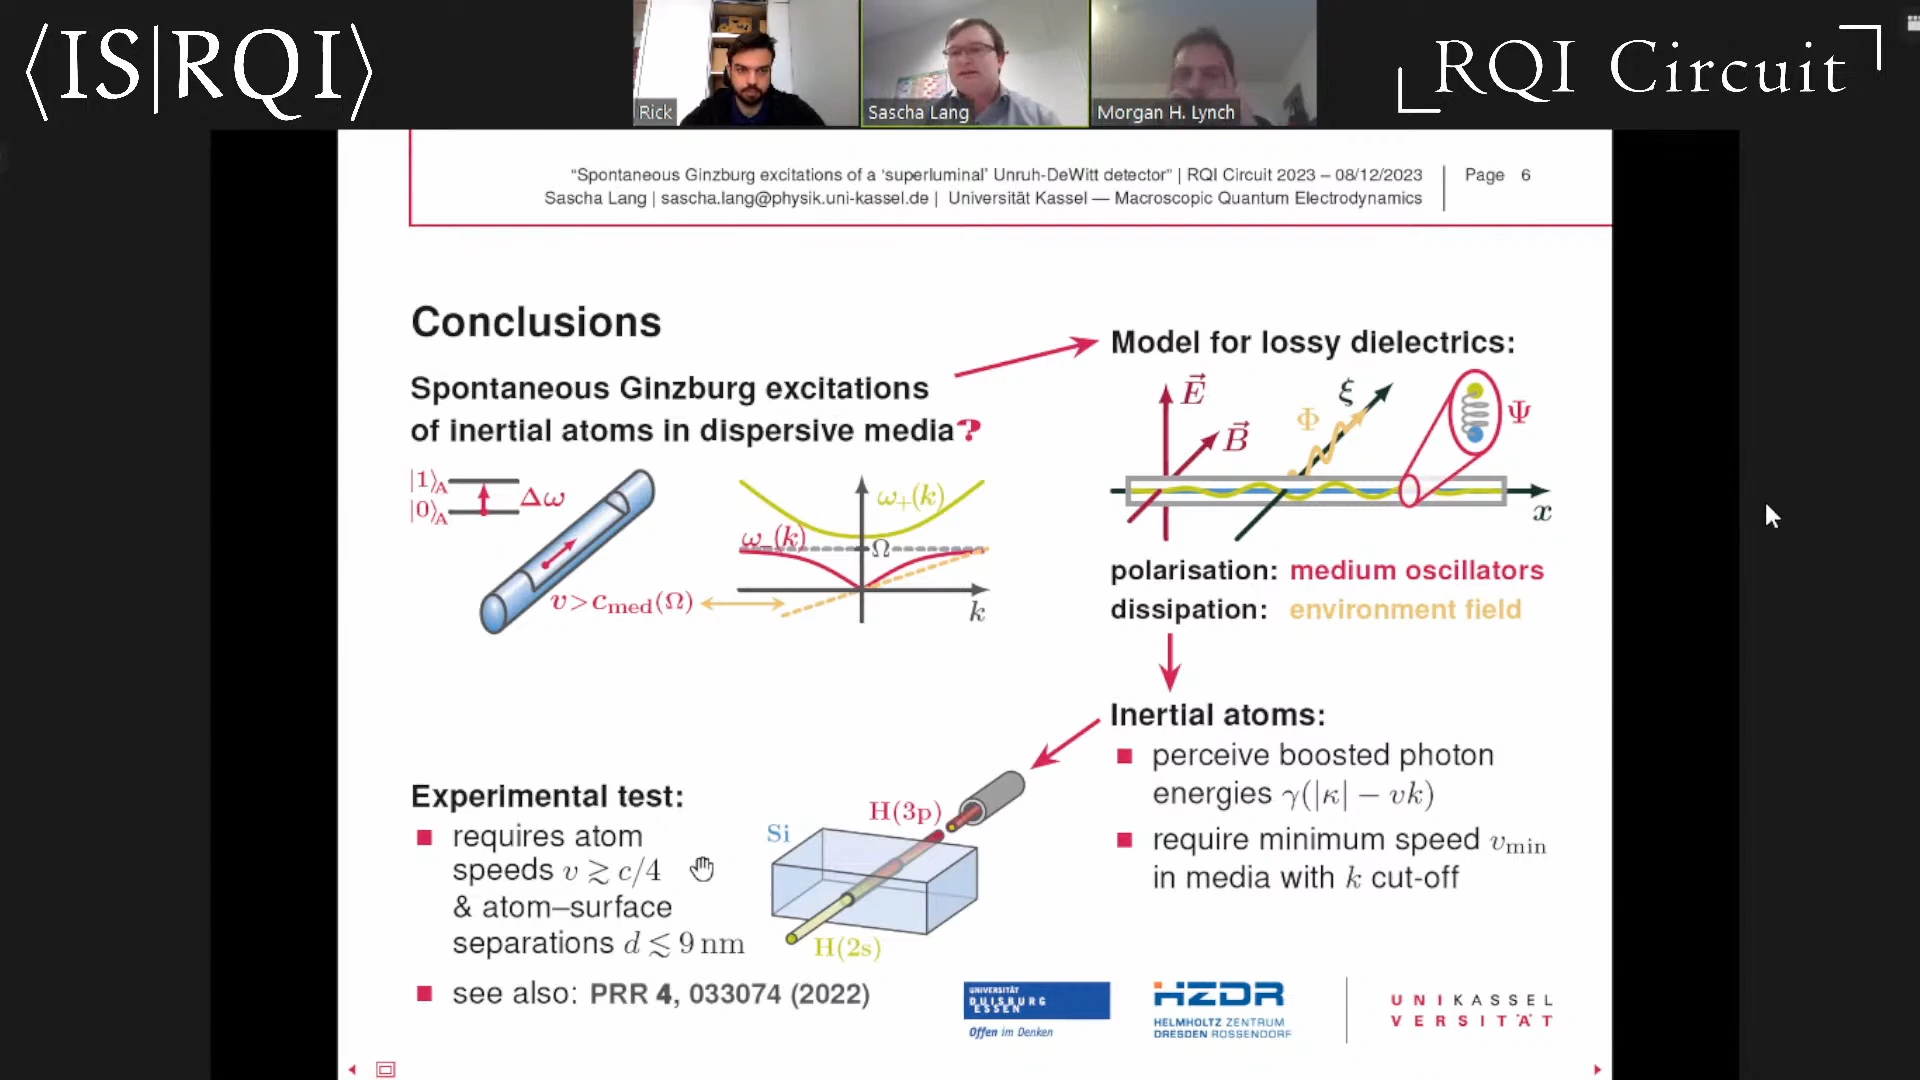 ⟨IS|RQI⟩
RQI Circuit
Rick
Sascha Lang
Morgan H. Lynch
“Spontaneous Ginzburg excitations of a ‘superluminal’ Unruh-DeWitt detector” | RQI Circuit 2023 – 08/12/2023
Sascha Lang | sascha.lang@physik.uni-kassel.de | Universität Kassel — Macroscopic Quantum Electrodynamics
Page 6
Conclusions
Spontaneous Ginzburg excitations
of inertial atoms in dispersive media?
|1⟩A
|0⟩A
Δω
v > cmed(Ω)
ω+(k)
ω−(k)
Ω
k
Model for lossy dielectrics:
E⃗
B⃗
Φ
ξ
Ψ
x
polarisation: medium oscillators
dissipation: environment field
Inertial atoms:
■ perceive boosted photon
energies γ(|κ| − vk)
■ require minimum speed vmin
in media with k cut-off
Experimental test:
■ requires atom
speeds v ≳ c/4
& atom–surface
separations d ≲ 9 nm
■ see also: PRR 4, 033074 (2022)
Si
H(3p)
H(2s)
UNIVERSITÄT
DUISBURG
ESSEN
Offen im Denken
HZDR
HELMHOLTZ ZENTRUM
DRESDEN ROSSENDORF
UNIKASSEL
VERSITÄT